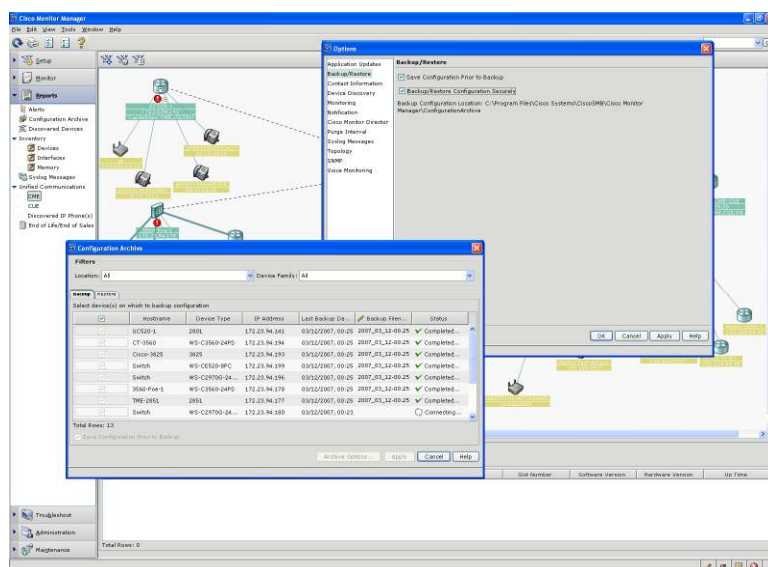 Cisco Monitor Manager
File Edit View Tools Window Help
Setup
Monitor
Reports
Alerts
Configuration Archive
Discovered Devices
Inventory
Devices
Interfaces
Memory
Syslog Messages
Unified Communications
CME
CUE
Discovered IP Phone(s)
End of Life/End of Sales
Troubleshoot
Administration
Maintenance
Options
Application Updates
Backup/Restore
Contact Information
Device Discovery
Monitoring
Notification
Cisco Monitor Director
Purge Interval
Syslog Messages
Topology
SNMP
Voice Monitoring
Backup/Restore
Save Configuration Prior to Backup
Backup/Restore Configuration Securely
Backup Configuration Location: C:\Program Files\Cisco Systems\CiscoSMB\Cisco Monitor
Manager\ConfigurationArchive
OK Cancel Apply Help
Configuration Archive
Filters
Location: All Device Family: All
Backup Restore
Select device(s) on which to backup configuration
Hostname Device Type IP Address Last Backup Da... Backup Filen... Status
UC520-1 2801 172.23.94.141 03/12/2007, 00:25 2007_03_12-00.25 Completed...
CT-3560 WS-C3560-24PS 172.23.94.194 03/12/2007, 00:25 2007_03_12-00.25 Completed...
Cisco-3825 3825 172.23.94.193 03/12/2007, 00:25 2007_03_12-00.25 Completed...
Switch WS-CE520-8PC 172.23.94.199 03/12/2007, 00:25 2007_03_12-00.25 Completed...
Switch WS-C2970G-24... 172.23.94.196 03/12/2007, 00:25 2007_03_12-00.25 Completed...
3560-Poe-1 WS-C3560-24PS 172.23.94.178 03/12/2007, 00:25 2007_03_12-00.25 Completed...
TME-2851 2851 172.23.94.177 03/12/2007, 00:25 2007_03_12-00.25 Completed...
Switch WS-C2970G-24... 172.23.94.180 03/12/2007, 00:23 Connecting...
Total Rows: 13
Save Configuration Prior to Backup
Archive Options... Apply Cancel Help
Slot Number Software Version Hardware Version Up Time
Total Rows: 0